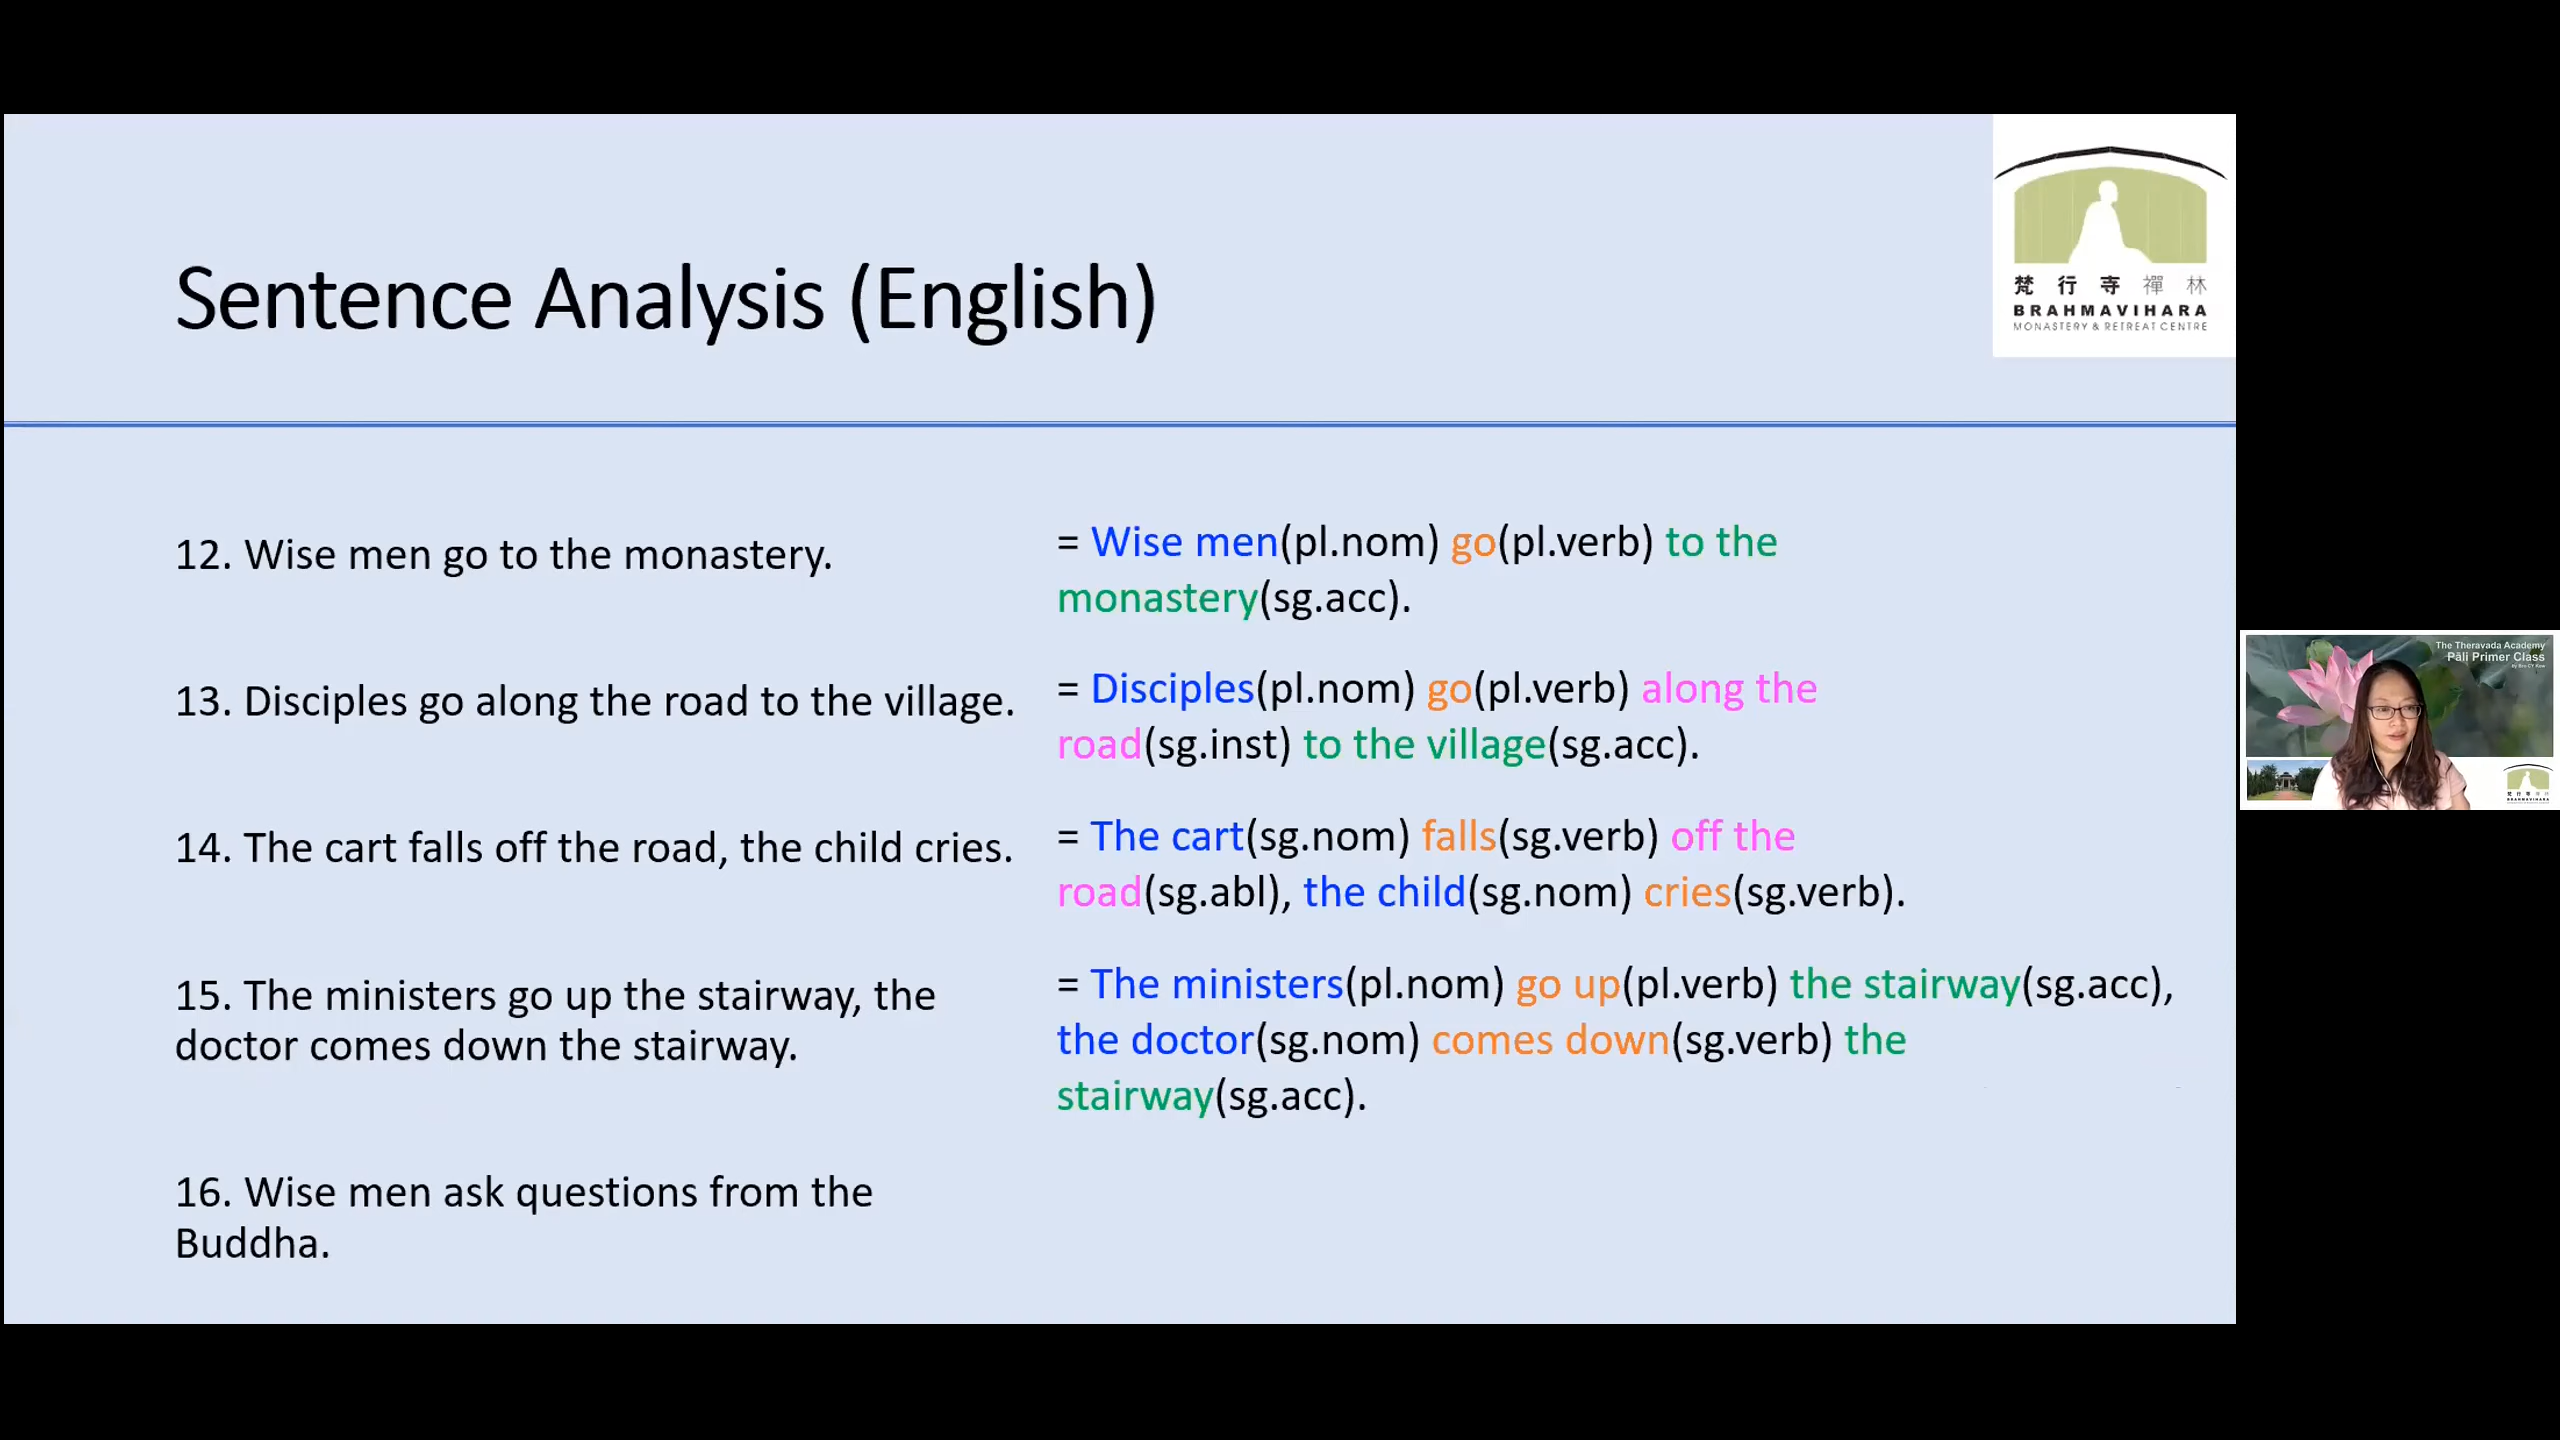 Sentence Analysis (English)
梵行寺禪林
BRAHMAVIHARA
MONASTERY & RETREAT CENTRE
12. Wise men go to the monastery.
= Wise men(pl.nom) go(pl.verb) to the
monastery(sg.acc).
13. Disciples go along the road to the village.
= Disciples(pl.nom) go(pl.verb) along the
road(sg.inst) to the village(sg.acc).
14. The cart falls off the road, the child cries.
= The cart(sg.nom) falls(sg.verb) off the
road(sg.abl), the child(sg.nom) cries(sg.verb).
15. The ministers go up the stairway, the
doctor comes down the stairway.
= The ministers(pl.nom) go up(pl.verb) the stairway(sg.acc),
the doctor(sg.nom) comes down(sg.verb) the
stairway(sg.acc).
16. Wise men ask questions from the
Buddha.
The Theravada Academy
Pāli Primer Class
梵行寺禪林
BRAHMAVIHARA